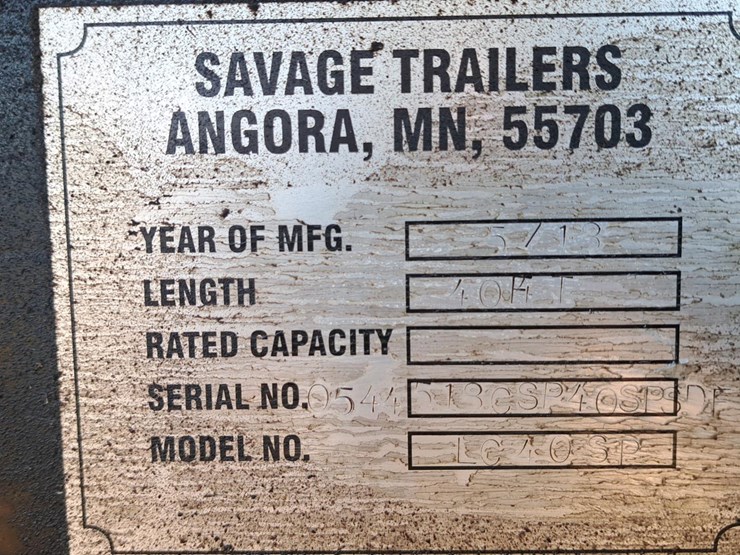 SAVAGE TRAILERS
ANGORA, MN, 55703
YEAR OF MFG. 5/13
LENGTH 40FT
RATED CAPACITY
SERIAL NO.
MODEL NO. LC40SP